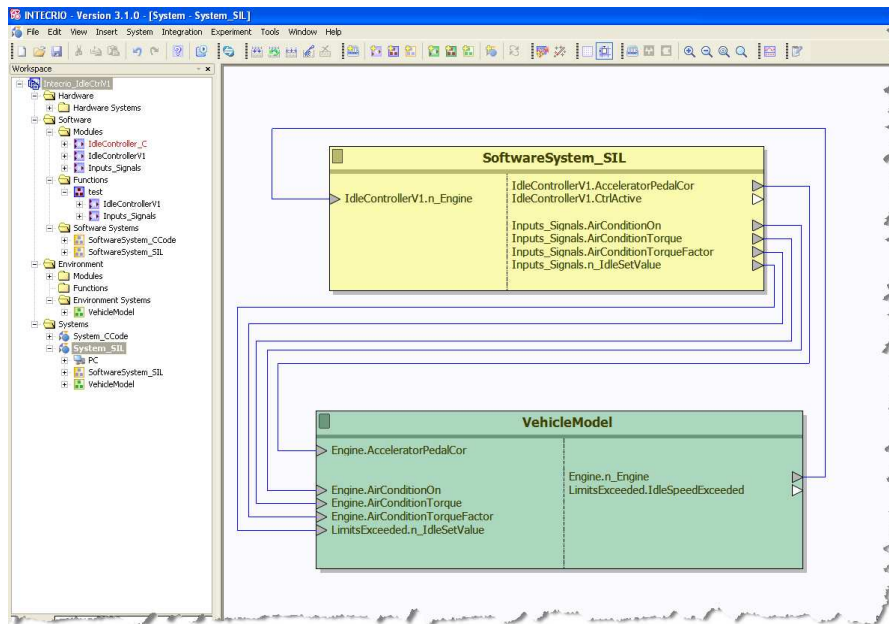 INTECRIO - Version 3.1.0 - [System - System_SIL]
File Edit View Insert System Integration Experiment Tools Window Help
Workspace
Intecrio_IdleCtrlV1
Hardware
Hardware Systems
Software
Modules
IdleController_C
IdleControllerV1
Inputs_Signals
Functions
test
IdleControllerV1
Inputs_Signals
Software Systems
SoftwareSystem_CCode
SoftwareSystem_SIL
Environment
Modules
Functions
Environment Systems
VehicleModel
Systems
System_CCode
System_SIL
PC
SoftwareSystem_SIL
VehicleModel
SoftwareSystem_SIL
IdleControllerV1.n_Engine
IdleControllerV1.AcceleratorPedalCor
IdleControllerV1.CtrlActive
Inputs_Signals.AirConditionOn
Inputs_Signals.AirConditionTorque
Inputs_Signals.AirConditionTorqueFactor
Inputs_Signals.n_IdleSetValue
VehicleModel
Engine.AcceleratorPedalCor
Engine.AirConditionOn
Engine.AirConditionTorque
Engine.AirConditionTorqueFactor
LimitsExceeded.n_IdleSetValue
Engine.n_Engine
LimitsExceeded.IdleSpeedExceeded